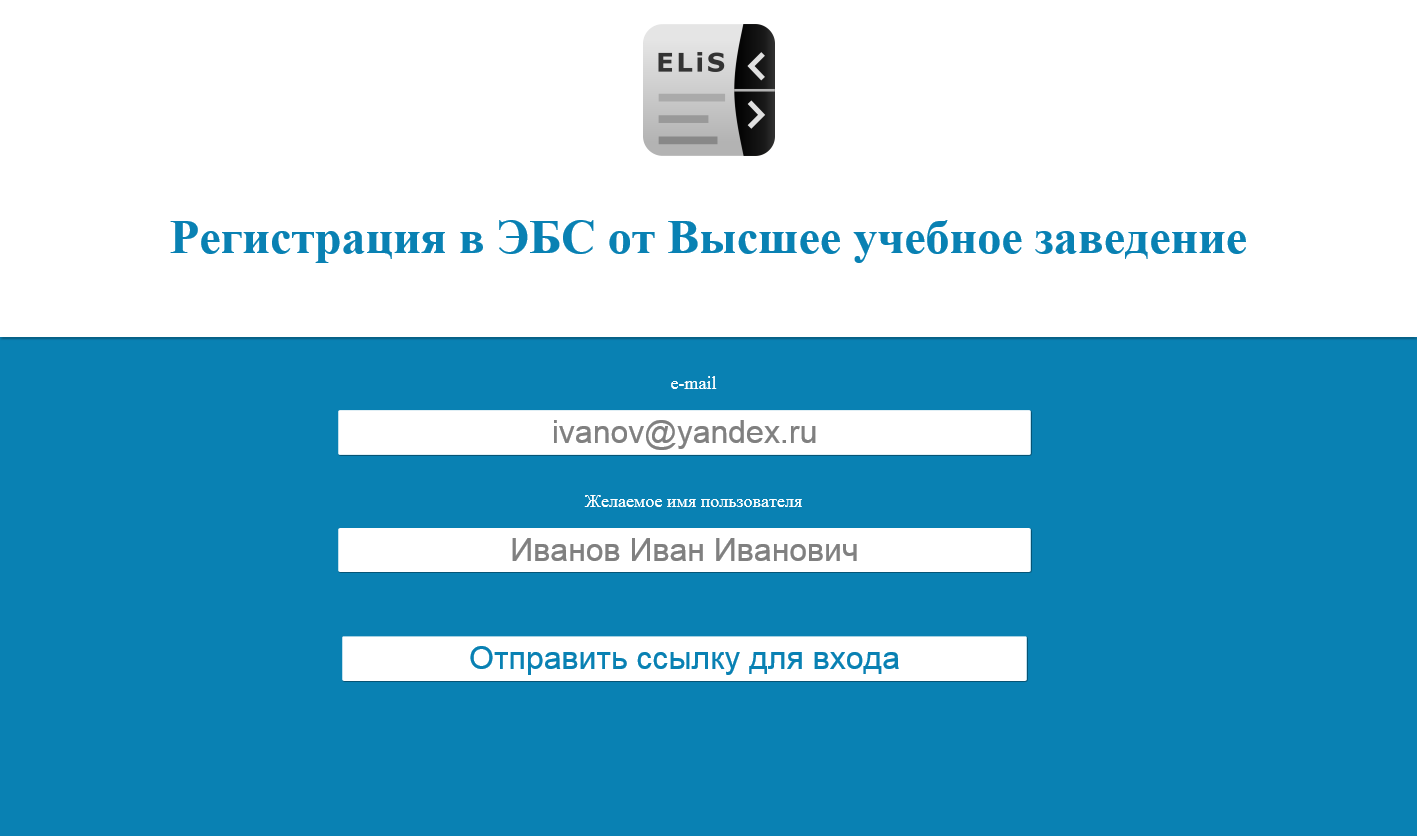 ELiS
Регистрация в ЭБС от Высшее учебное заведение
e-mail
ivanov@yandex.ru
Желаемое имя пользователя
Иванов Иван Иванович
Отправить ссылку для входа